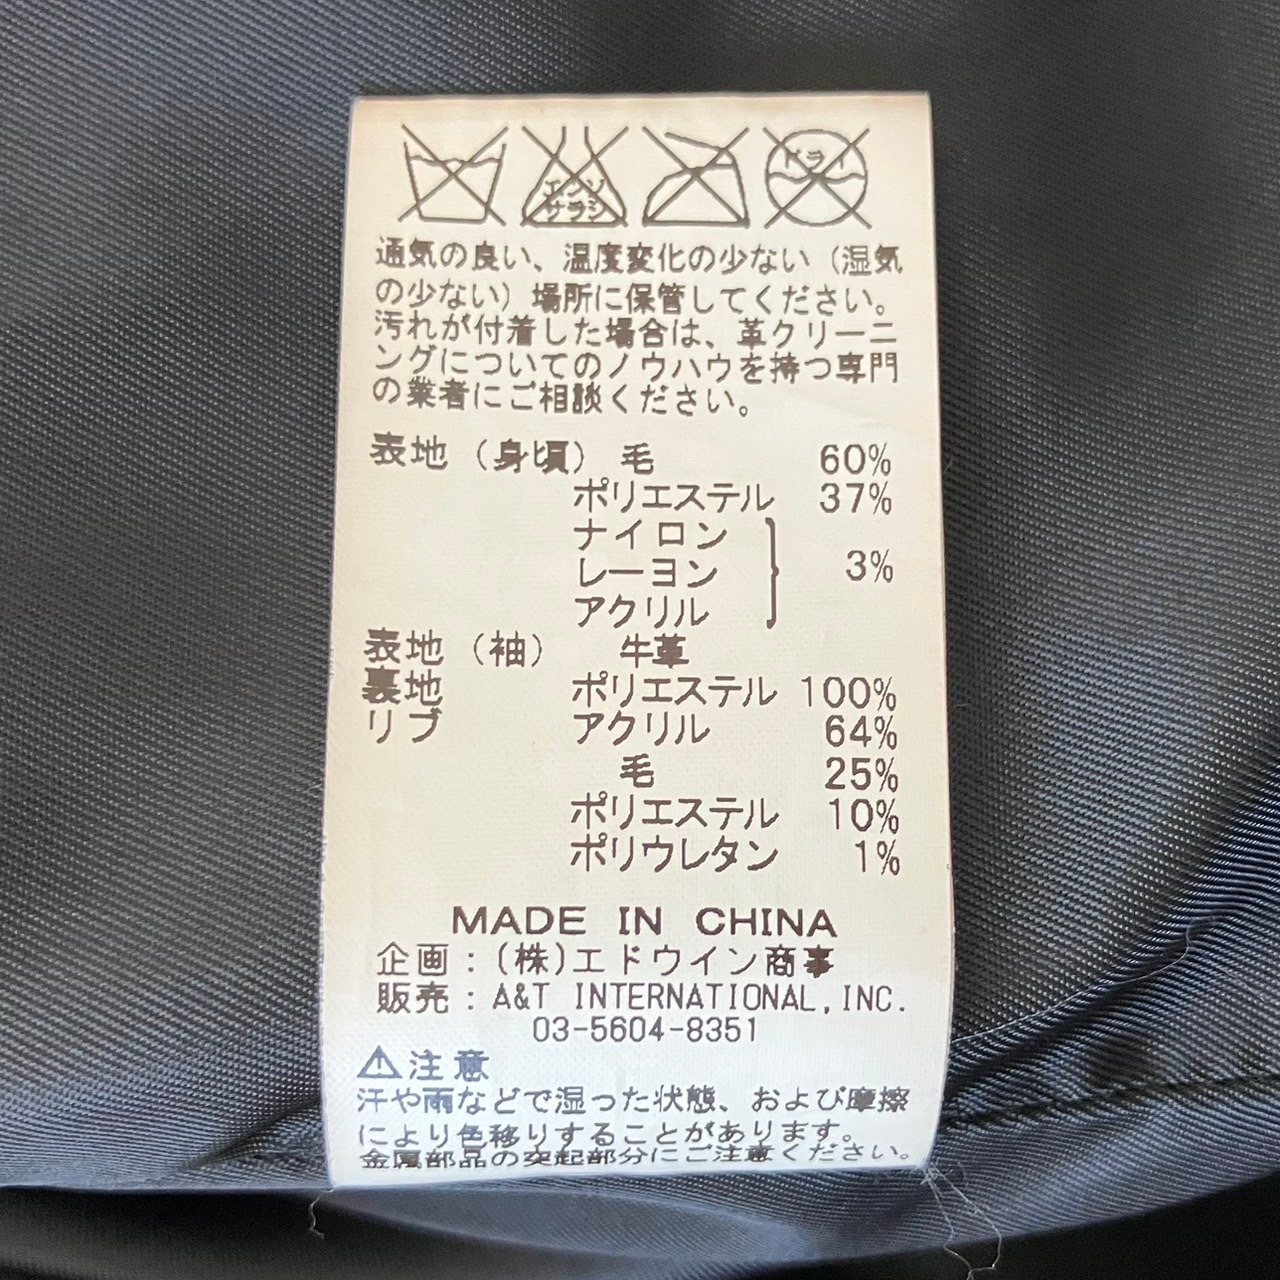 エンソ
サラシ
ドライ
通気の良い、温度変化の少ない（湿気
の少ない）場所に保管してください。
汚れが付着した場合は、革クリーニ
ングについてのノウハウを持つ専門
の業者にご相談ください。
表地（身頃） 毛 60%
ポリエステル 37%
ナイロン
レーヨン 3%
アクリル
表地（袖） 牛革
裏地 ポリエステル 100%
リブ アクリル 64%
毛 25%
ポリエステル 10%
ポリウレタン 1%
MADE IN CHINA
企画：(株)エドウイン商事
販売：A&T INTERNATIONAL,INC.
03-5604-8351
⚠注意
汗や雨などで湿った状態、および摩擦
により色移りすることがあります。
金属部品の突起部分にご注意ください。